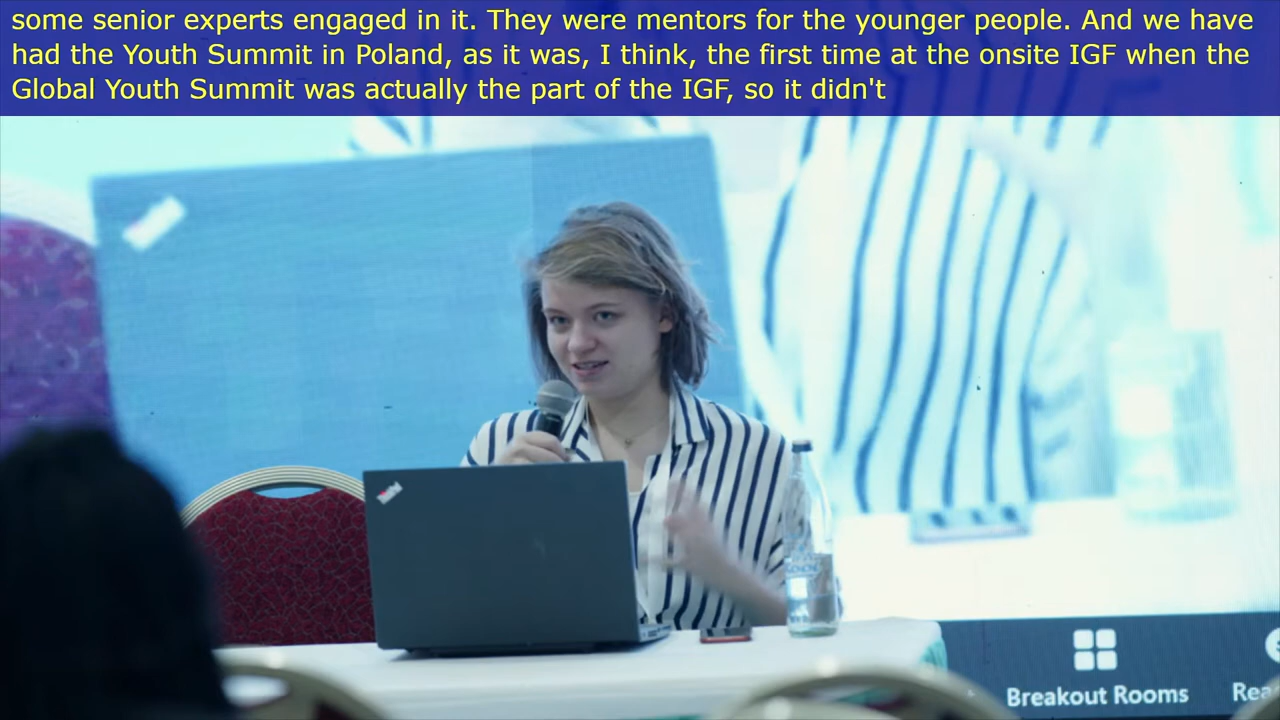 some senior experts engaged in it. They were mentors for the younger people. And we have
had the Youth Summit in Poland, as it was, I think, the first time at the onsite IGF when the
Global Youth Summit was actually the part of the IGF, so it didn't
Breakout Rooms